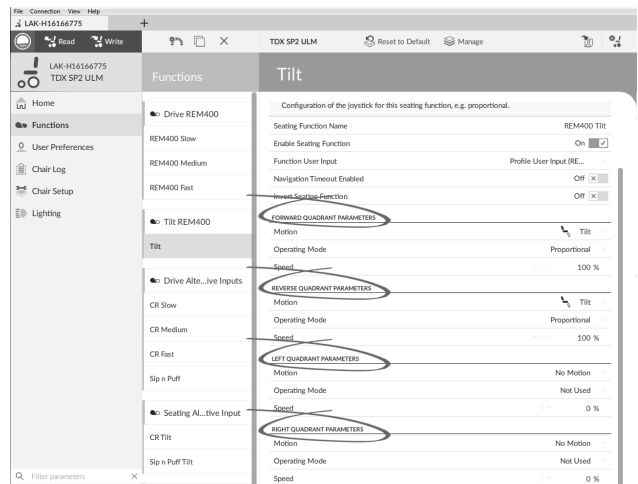 File Connection View Help
LAK-H16166775 +
Read Write TDX SP2 ULM Reset to Default Manage
LAK-H16166775
TDX SP2 ULM
Functions
Tilt
Home
Functions
User Preferences
Chair Log
Chair Setup
Lighting
Filter parameters
Drive REM400
REM400 Slow
REM400 Medium
REM400 Fast
Tilt REM400
Tilt
Drive Alte...ive Inputs
CR Slow
CR Medium
CR Fast
Sip n Puff
Seating Al...tive Input
CR Tilt
Sip n Puff Tilt
Configuration of the joystick for this seating function, e.g. proportional.
Seating Function Name REM400 Tilt
Enable Seating Function On
Function User Input Profile User Input (RE...
Navigation Timeout Enabled Off
Invert Seating Function Off
FORWARD QUADRANT PARAMETERS
Motion Tilt
Operating Mode Proportional
Speed 100 %
REVERSE QUADRANT PARAMETERS
Motion Tilt
Operating Mode Proportional
Speed 100 %
LEFT QUADRANT PARAMETERS
Motion No Motion
Operating Mode Not Used
Speed 0 %
RIGHT QUADRANT PARAMETERS
Motion No Motion
Operating Mode Not Used
Speed 0 %